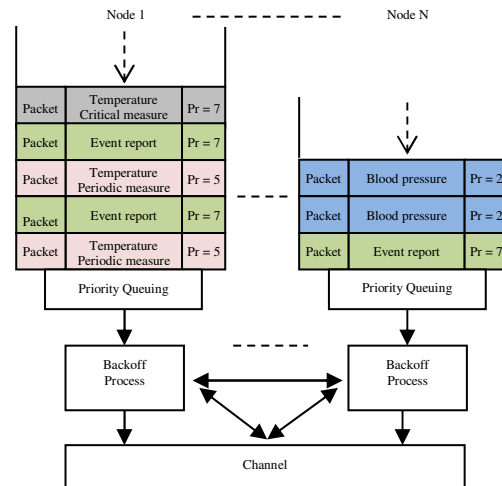 Node 1
Node N
Packet Temperature Critical measure Pr = 7
Packet Event report Pr = 7
Packet Temperature Periodic measure Pr = 5
Packet Event report Pr = 7
Packet Temperature Periodic measure Pr = 5
Packet Blood pressure Pr = 2
Packet Blood pressure Pr = 2
Packet Event report Pr = 7
Priority Queuing
Priority Queuing
Backoff
Process
Backoff
Process
Channel